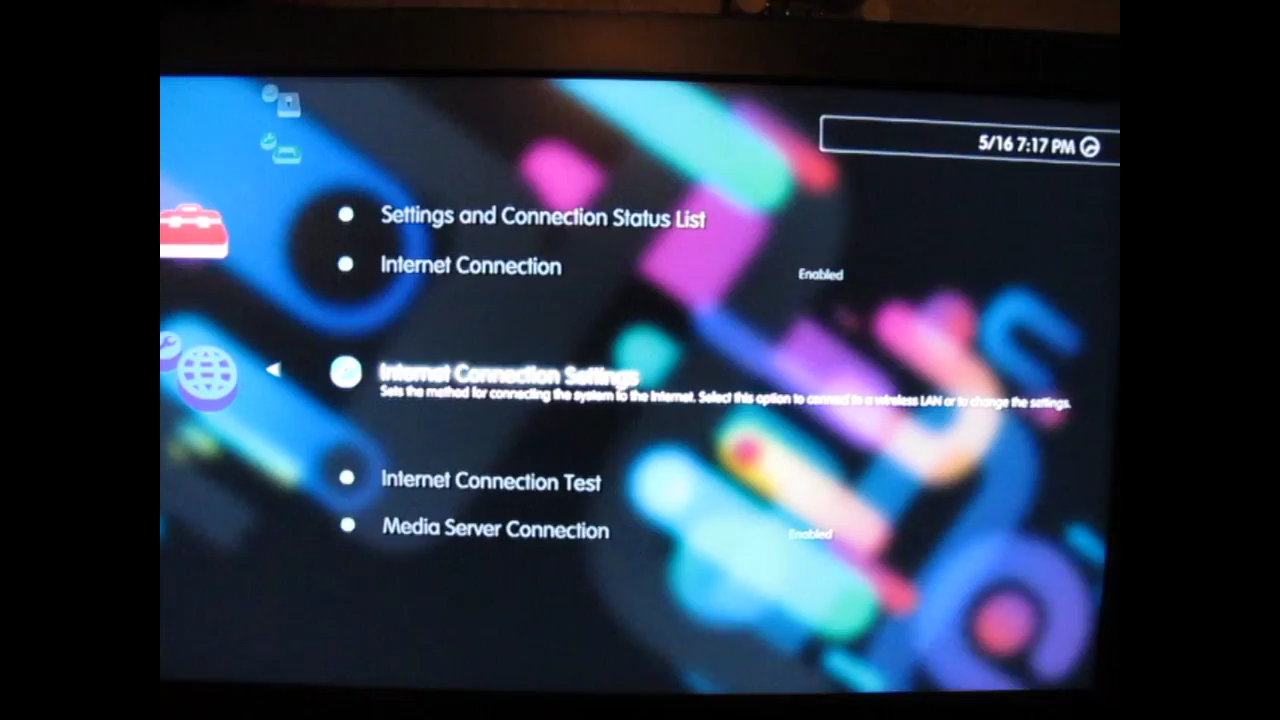 5/16 7:17 PM
Settings and Connection Status List
Internet Connection
Enabled
Internet Connection Settings
Sets the method for connecting the system to the Internet. Select this option to connect to a wireless LAN or to change the settings.
Internet Connection Test
Media Server Connection
Enabled